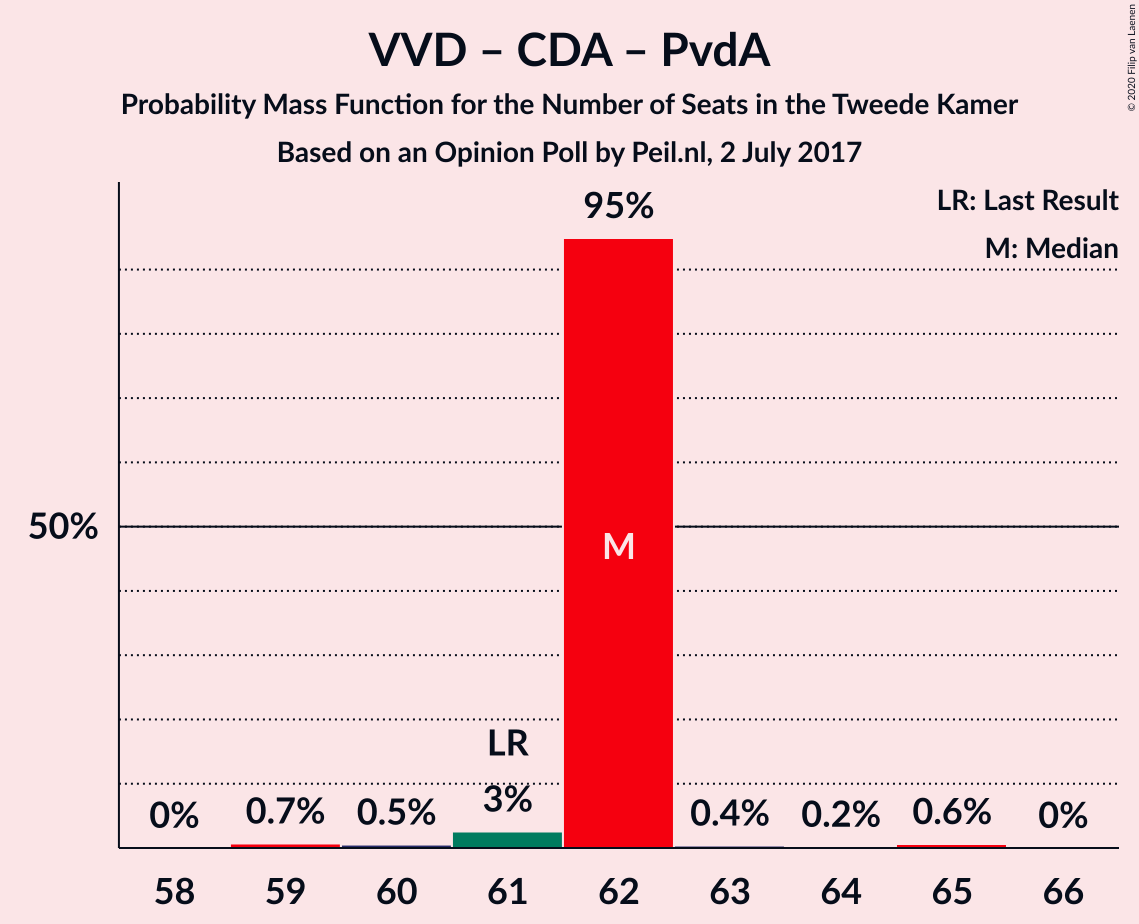 VVD – CDA – PvdA
Probability Mass Function for the Number of Seats in the Tweede Kamer
Based on an Opinion Poll by Peil.nl, 2 July 2017
© 2020 Filip van Laenen
LR: Last Result
M: Median
95%
50%
M
LR
0% 0.7% 0.5% 3% 0.4% 0.2% 0.6% 0%
58 59 60 61 62 63 64 65 66